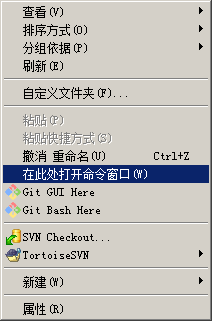 查看(V)
排序方式(O)
分组依据(P)
刷新(E)
自定义文件夹(F)...
粘贴(P)
粘贴快捷方式(S)
撤消 重命名(U) Ctrl+Z
在此处打开命令窗口(W)
Git GUI Here
Git Bash Here
SVN Checkout...
TortoiseSVN
新建(W)
属性(R)